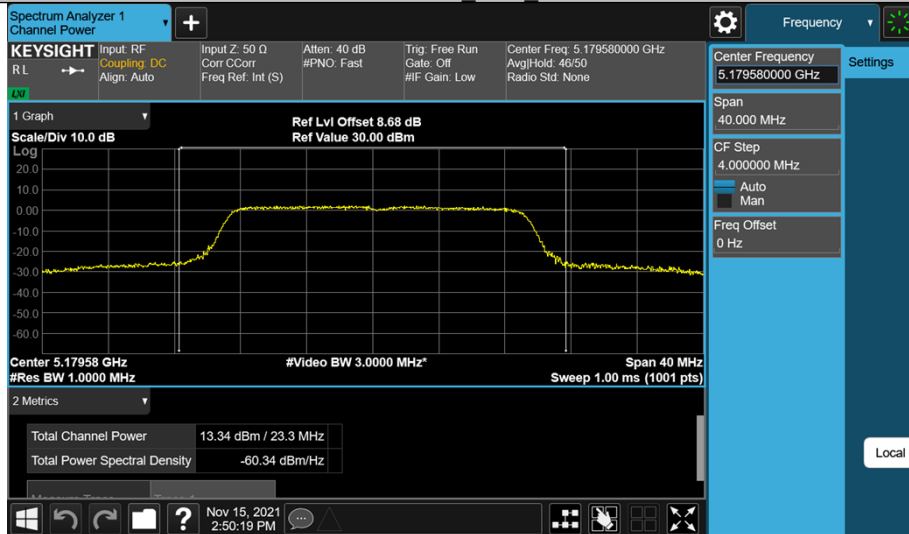 Spectrum Analyzer 1
Channel Power
Frequency
KEYSIGHT
R L
LXI
Input: RF
Coupling: DC
Align: Auto
Input Z: 50 Ω
Corr CCorr
Freq Ref: Int (S)
Atten: 40 dB
#PNO: Fast
Trig: Free Run
Gate: Off
#IF Gain: Low
Center Freq: 5.179580000 GHz
Avg|Hold: 46/50
Radio Std: None
Center Frequency
5.179580000 GHz
Settings
Span
40.000 MHz
CF Step
4.000000 MHz
Auto
Man
Freq Offset
0 Hz
Local
1 Graph
Scale/Div 10.0 dB
Ref Lvl Offset 8.68 dB
Ref Value 30.00 dBm
Log
20.0
10.0
0.00
-10.0
-20.0
-30.0
-40.0
-50.0
-60.0
Center 5.17958 GHz
#Res BW 1.0000 MHz
#Video BW 3.0000 MHz*
Span 40 MHz
Sweep 1.00 ms (1001 pts)
2 Metrics
Total Channel Power 13.34 dBm / 23.3 MHz
Total Power Spectral Density -60.34 dBm/Hz
?
Nov 15, 2021
2:50:19 PM